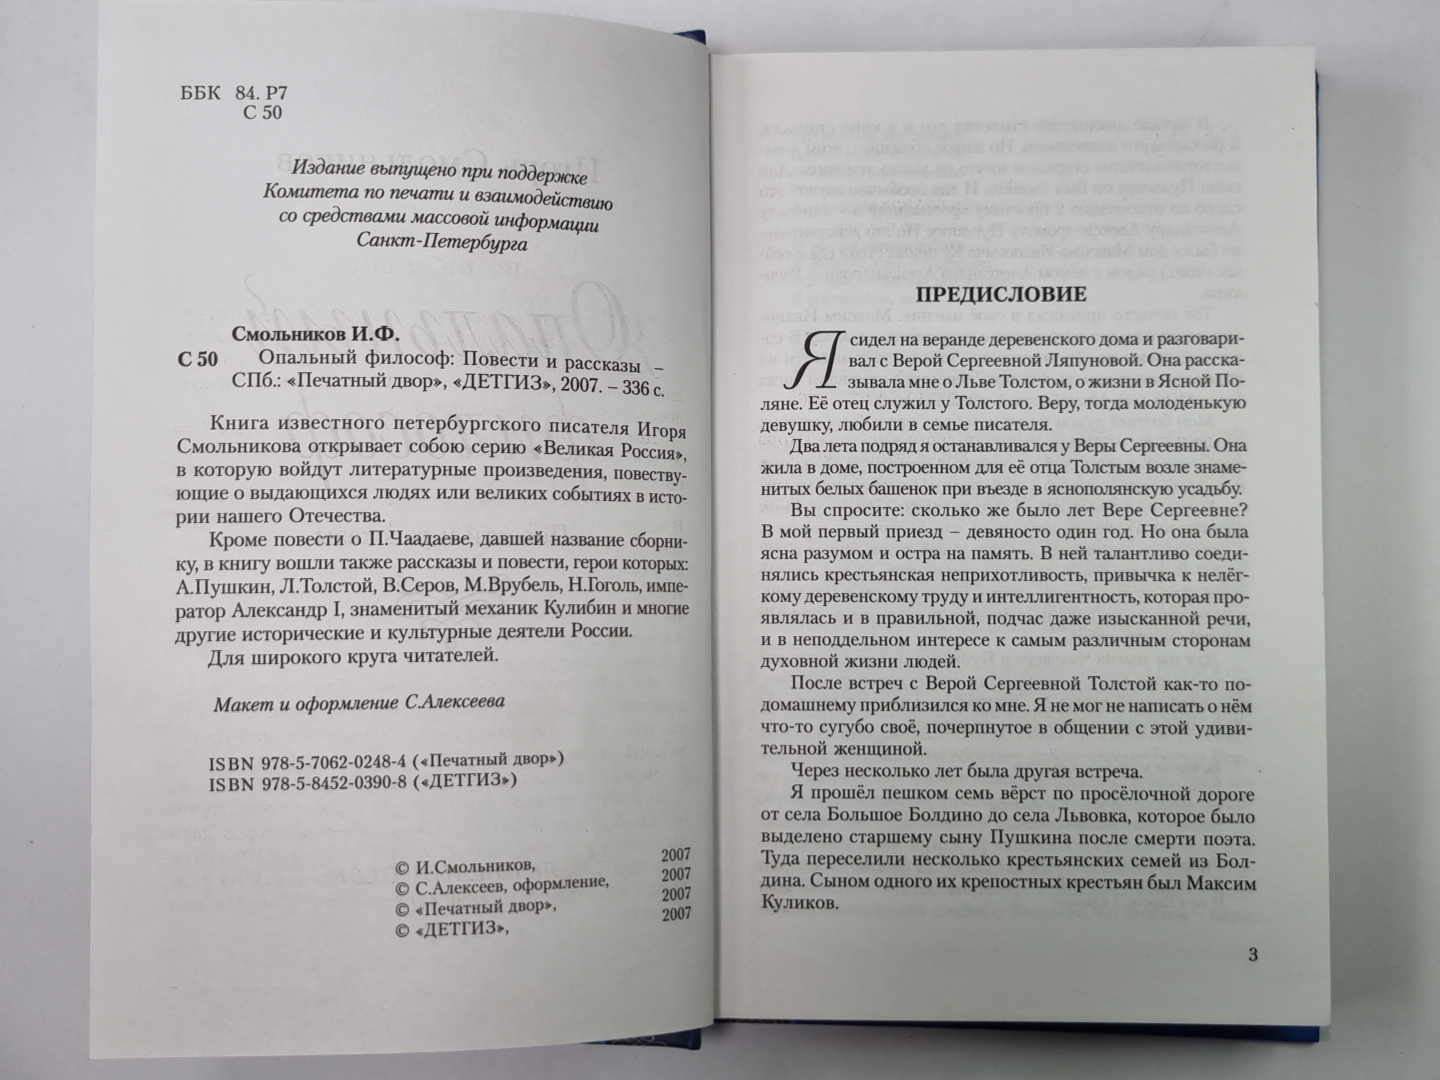 ББК 84. Р7
С 50
Издание выпущено при поддержке
Комитета по печати и взаимодействию
со средствами массовой информации
Санкт-Петербурга
Смольников И.Ф.
С 50 Опальный философ: Повести и рассказы –
СПб.: «Печатный двор», «ДЕТГИЗ», 2007. – 336 с.
Книга известного петербургского писателя Игоря
Смольникова открывает собою серию «Великая Россия»,
в которую войдут литературные произведения, повеству-
ющие о выдающихся людях или великих событиях в исто-
рии нашего Отечества.
Кроме повести о П.Чаадаеве, давшей название сборни-
ку, в книгу вошли также рассказы и повести, герои которых:
А.Пушкин, Л.Толстой, В.Серов, М.Врубель, Н.Гоголь, импе-
ратор Александр I, знаменитый механик Кулибин и многие
другие исторические и культурные деятели России.
Для широкого круга читателей.
Макет и оформление С.Алексеева
ISBN 978-5-7062-0248-4 («Печатный двор»)
ISBN 978-5-8452-0390-8 («ДЕТГИЗ»)
© И.Смольников, 2007
© С.Алексеев, оформление, 2007
© «Печатный двор», 2007
© «ДЕТГИЗ», 2007
ПРЕДИСЛОВИЕ
Я сидел на веранде деревенского дома и разговари-
вал с Верой Сергеевной Ляпуновой. Она расска-
зывала мне о Льве Толстом, о жизни в Ясной По-
ляне. Её отец служил у Толстого. Веру, тогда молоденькую
девушку, любили в семье писателя.
Два лета подряд я останавливался у Веры Сергеевны. Она
жила в доме, построенном для её отца Толстым возле знаме-
нитых белых башенок при въезде в яснополянскую усадьбу.
Вы спросите: сколько же было лет Вере Сергеевне?
В мой первый приезд – девяносто один год. Но она была
ясна разумом и остра на память. В ней талантливо соеди-
нялись крестьянская неприхотливость, привычка к нелёг-
кому деревенскому труду и интеллигентность, которая про-
являлась и в правильной, подчас даже изысканной речи,
и в неподдельном интересе к самым различным сторонам
духовной жизни людей.
После встреч с Верой Сергеевной Толстой как-то по-
домашнему приблизился ко мне. Я не мог не написать о нём
что-то сугубо своё, почерпнутое в общении с этой удиви-
тельной женщиной.
Через несколько лет была другая встреча.
Я прошёл пешком семь вёрст по просёлочной дороге
от села Большое Болдино до села Львовка, которое было
выделено старшему сыну Пушкина после смерти поэта.
Туда переселили несколько крестьянских семей из Бол-
дина. Сыном одного их крепостных крестьян был Максим
Куликов.
3